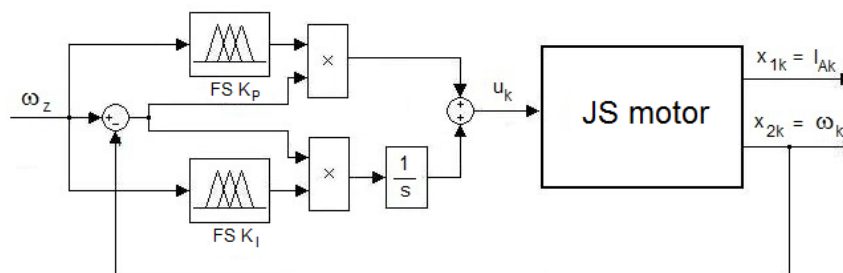 FS K_P
×
ω_z
+
−
+
+
u_k
JS motor
x_1k = I_Ak
x_2k = ω_k
×
1
s
FS K_I